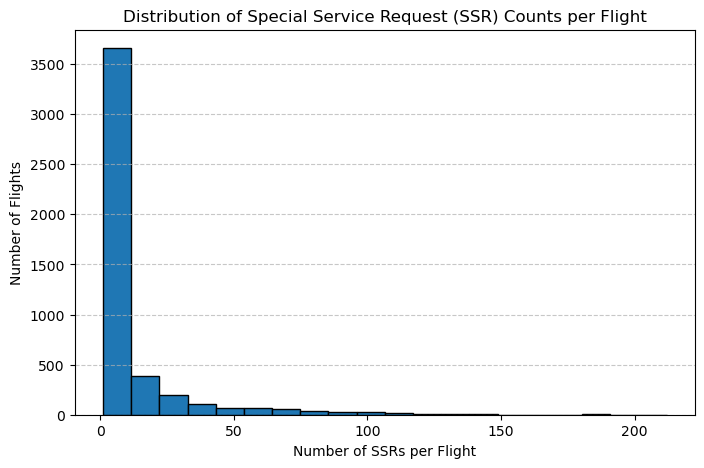 Distribution of Special Service Request (SSR) Counts per Flight
Number of Flights
3500
3000
2500
2000
1500
1000
500
0
0 50 100 150 200
Number of SSRs per Flight